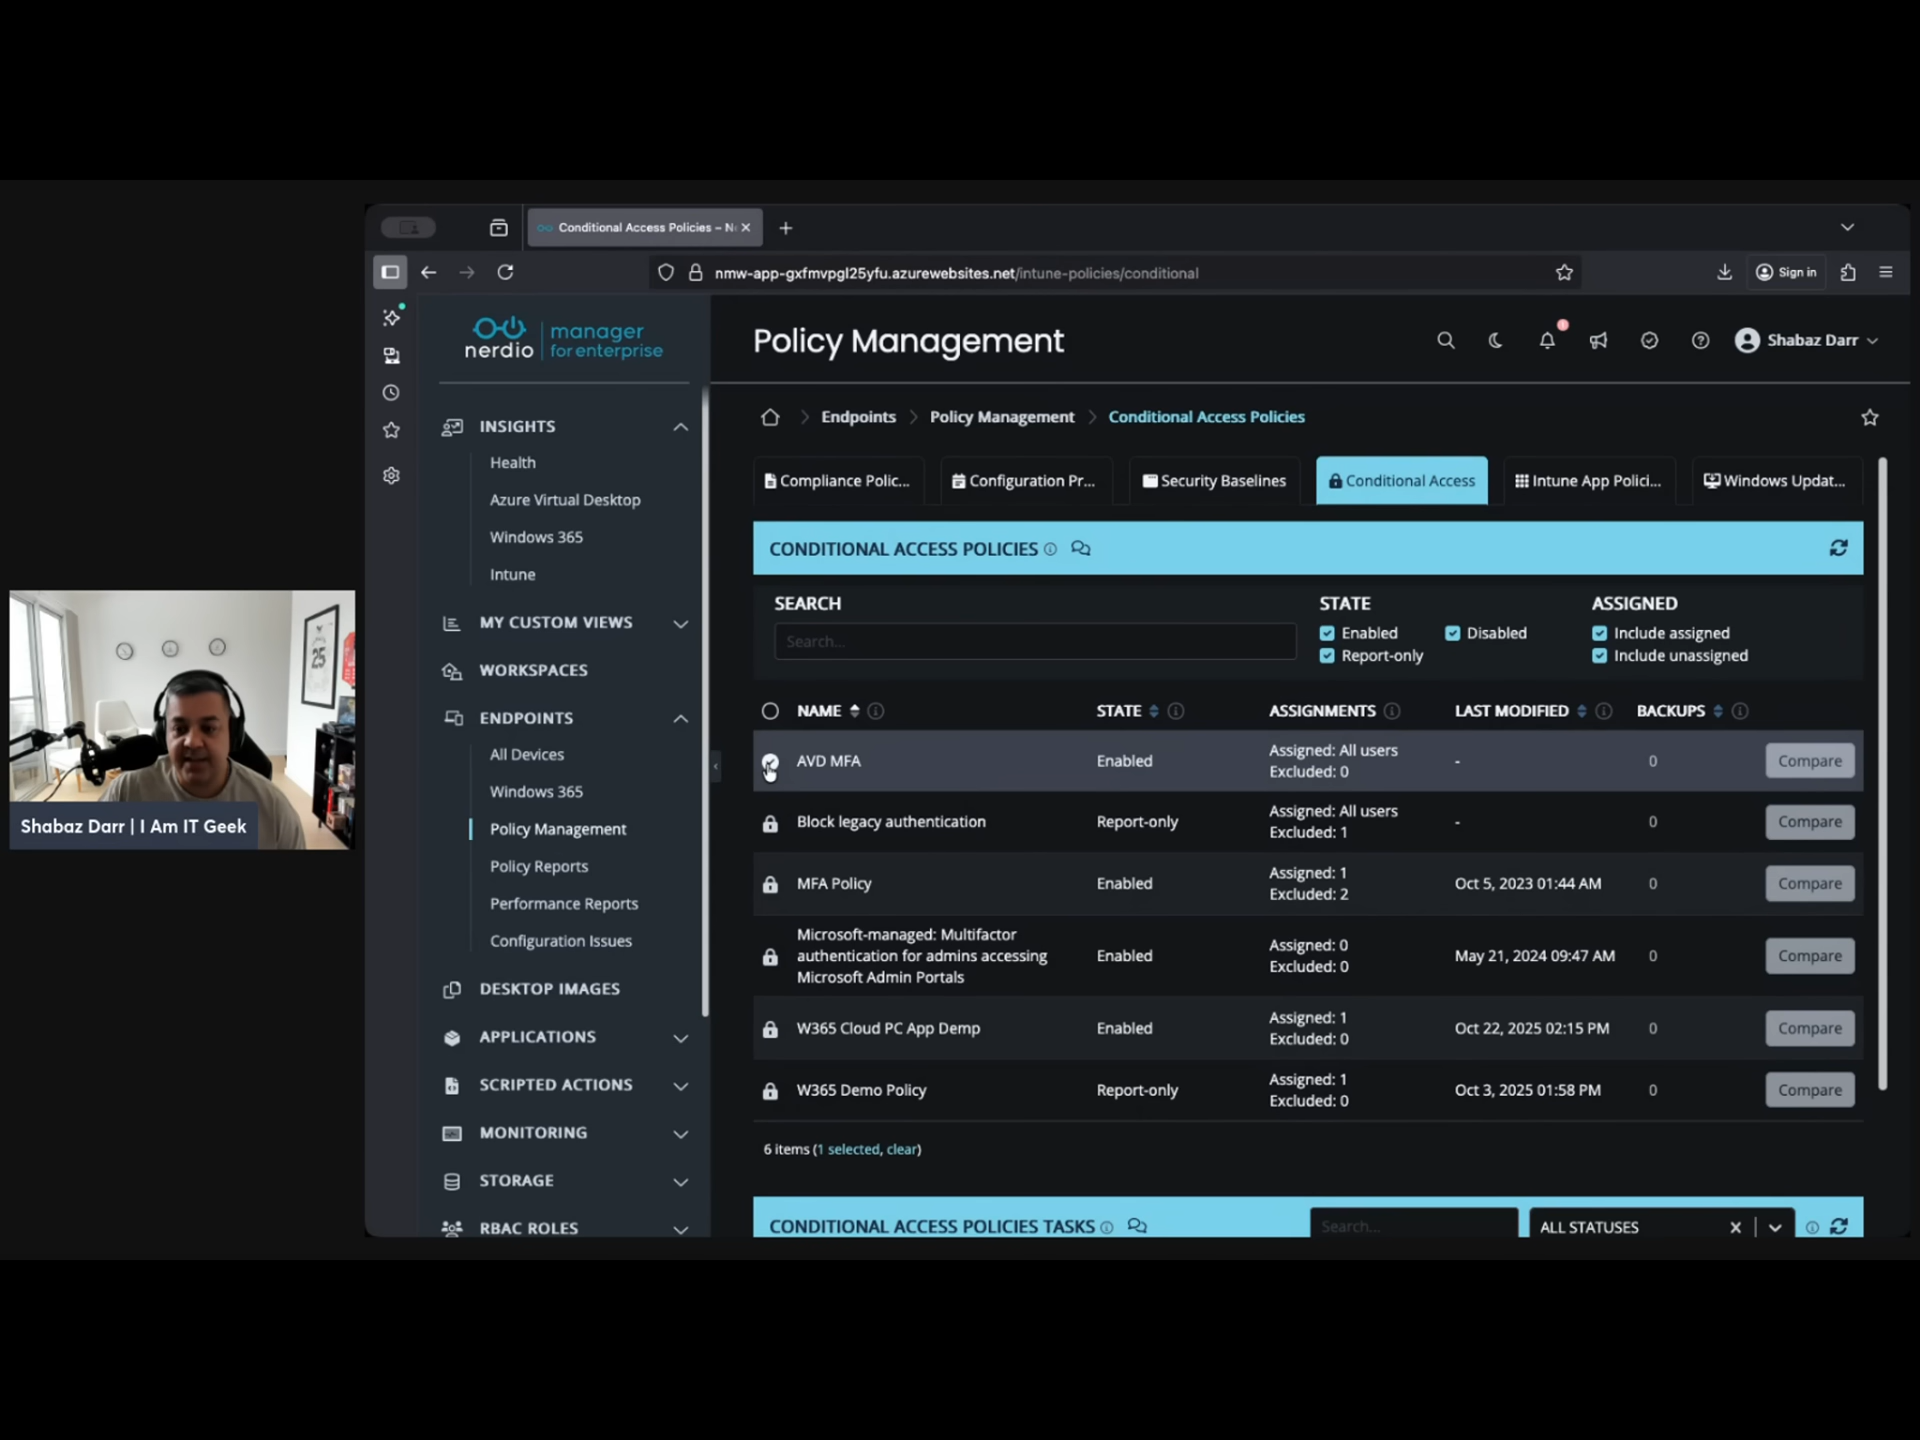 Conditional Access Policies – N
nmw-app-gxfmvpgl25yfu.azurewebsites.net/intune-policies/conditional
Sign in
nerdio
manager
for enterprise
Policy Management
Shabaz Darr
INSIGHTS
Health
Azure Virtual Desktop
Windows 365
Intune
MY CUSTOM VIEWS
WORKSPACES
ENDPOINTS
All Devices
Windows 365
Policy Management
Policy Reports
Performance Reports
Configuration Issues
DESKTOP IMAGES
APPLICATIONS
SCRIPTED ACTIONS
MONITORING
STORAGE
RBAC ROLES
Endpoints
Policy Management
Conditional Access Policies
Compliance Polic...
Configuration Pr...
Security Baselines
Conditional Access
Intune App Polici...
Windows Updat...
CONDITIONAL ACCESS POLICIES
SEARCH
Search...
STATE
Enabled
Disabled
Report-only
ASSIGNED
Include assigned
Include unassigned
NAME STATE ASSIGNMENTS LAST MODIFIED BACKUPS
AVD MFA Enabled Assigned: All users - 0 Compare
Excluded: 0
Block legacy authentication Report-only Assigned: All users - 0 Compare
Excluded: 1
MFA Policy Enabled Assigned: 1 Oct 5, 2023 01:44 AM 0 Compare
Excluded: 2
Microsoft-managed: Multifactor
authentication for admins accessing
Microsoft Admin Portals
Enabled Assigned: 0 May 21, 2024 09:47 AM 0 Compare
Excluded: 0
W365 Cloud PC App Demp Enabled Assigned: 1 Oct 22, 2025 02:15 PM 0 Compare
Excluded: 0
W365 Demo Policy Report-only Assigned: 1 Oct 3, 2025 01:58 PM 0 Compare
Excluded: 0
6 items (1 selected, clear)
CONDITIONAL ACCESS POLICIES TASKS
Search...
ALL STATUSES
25
Shabaz Darr | I Am IT Geek